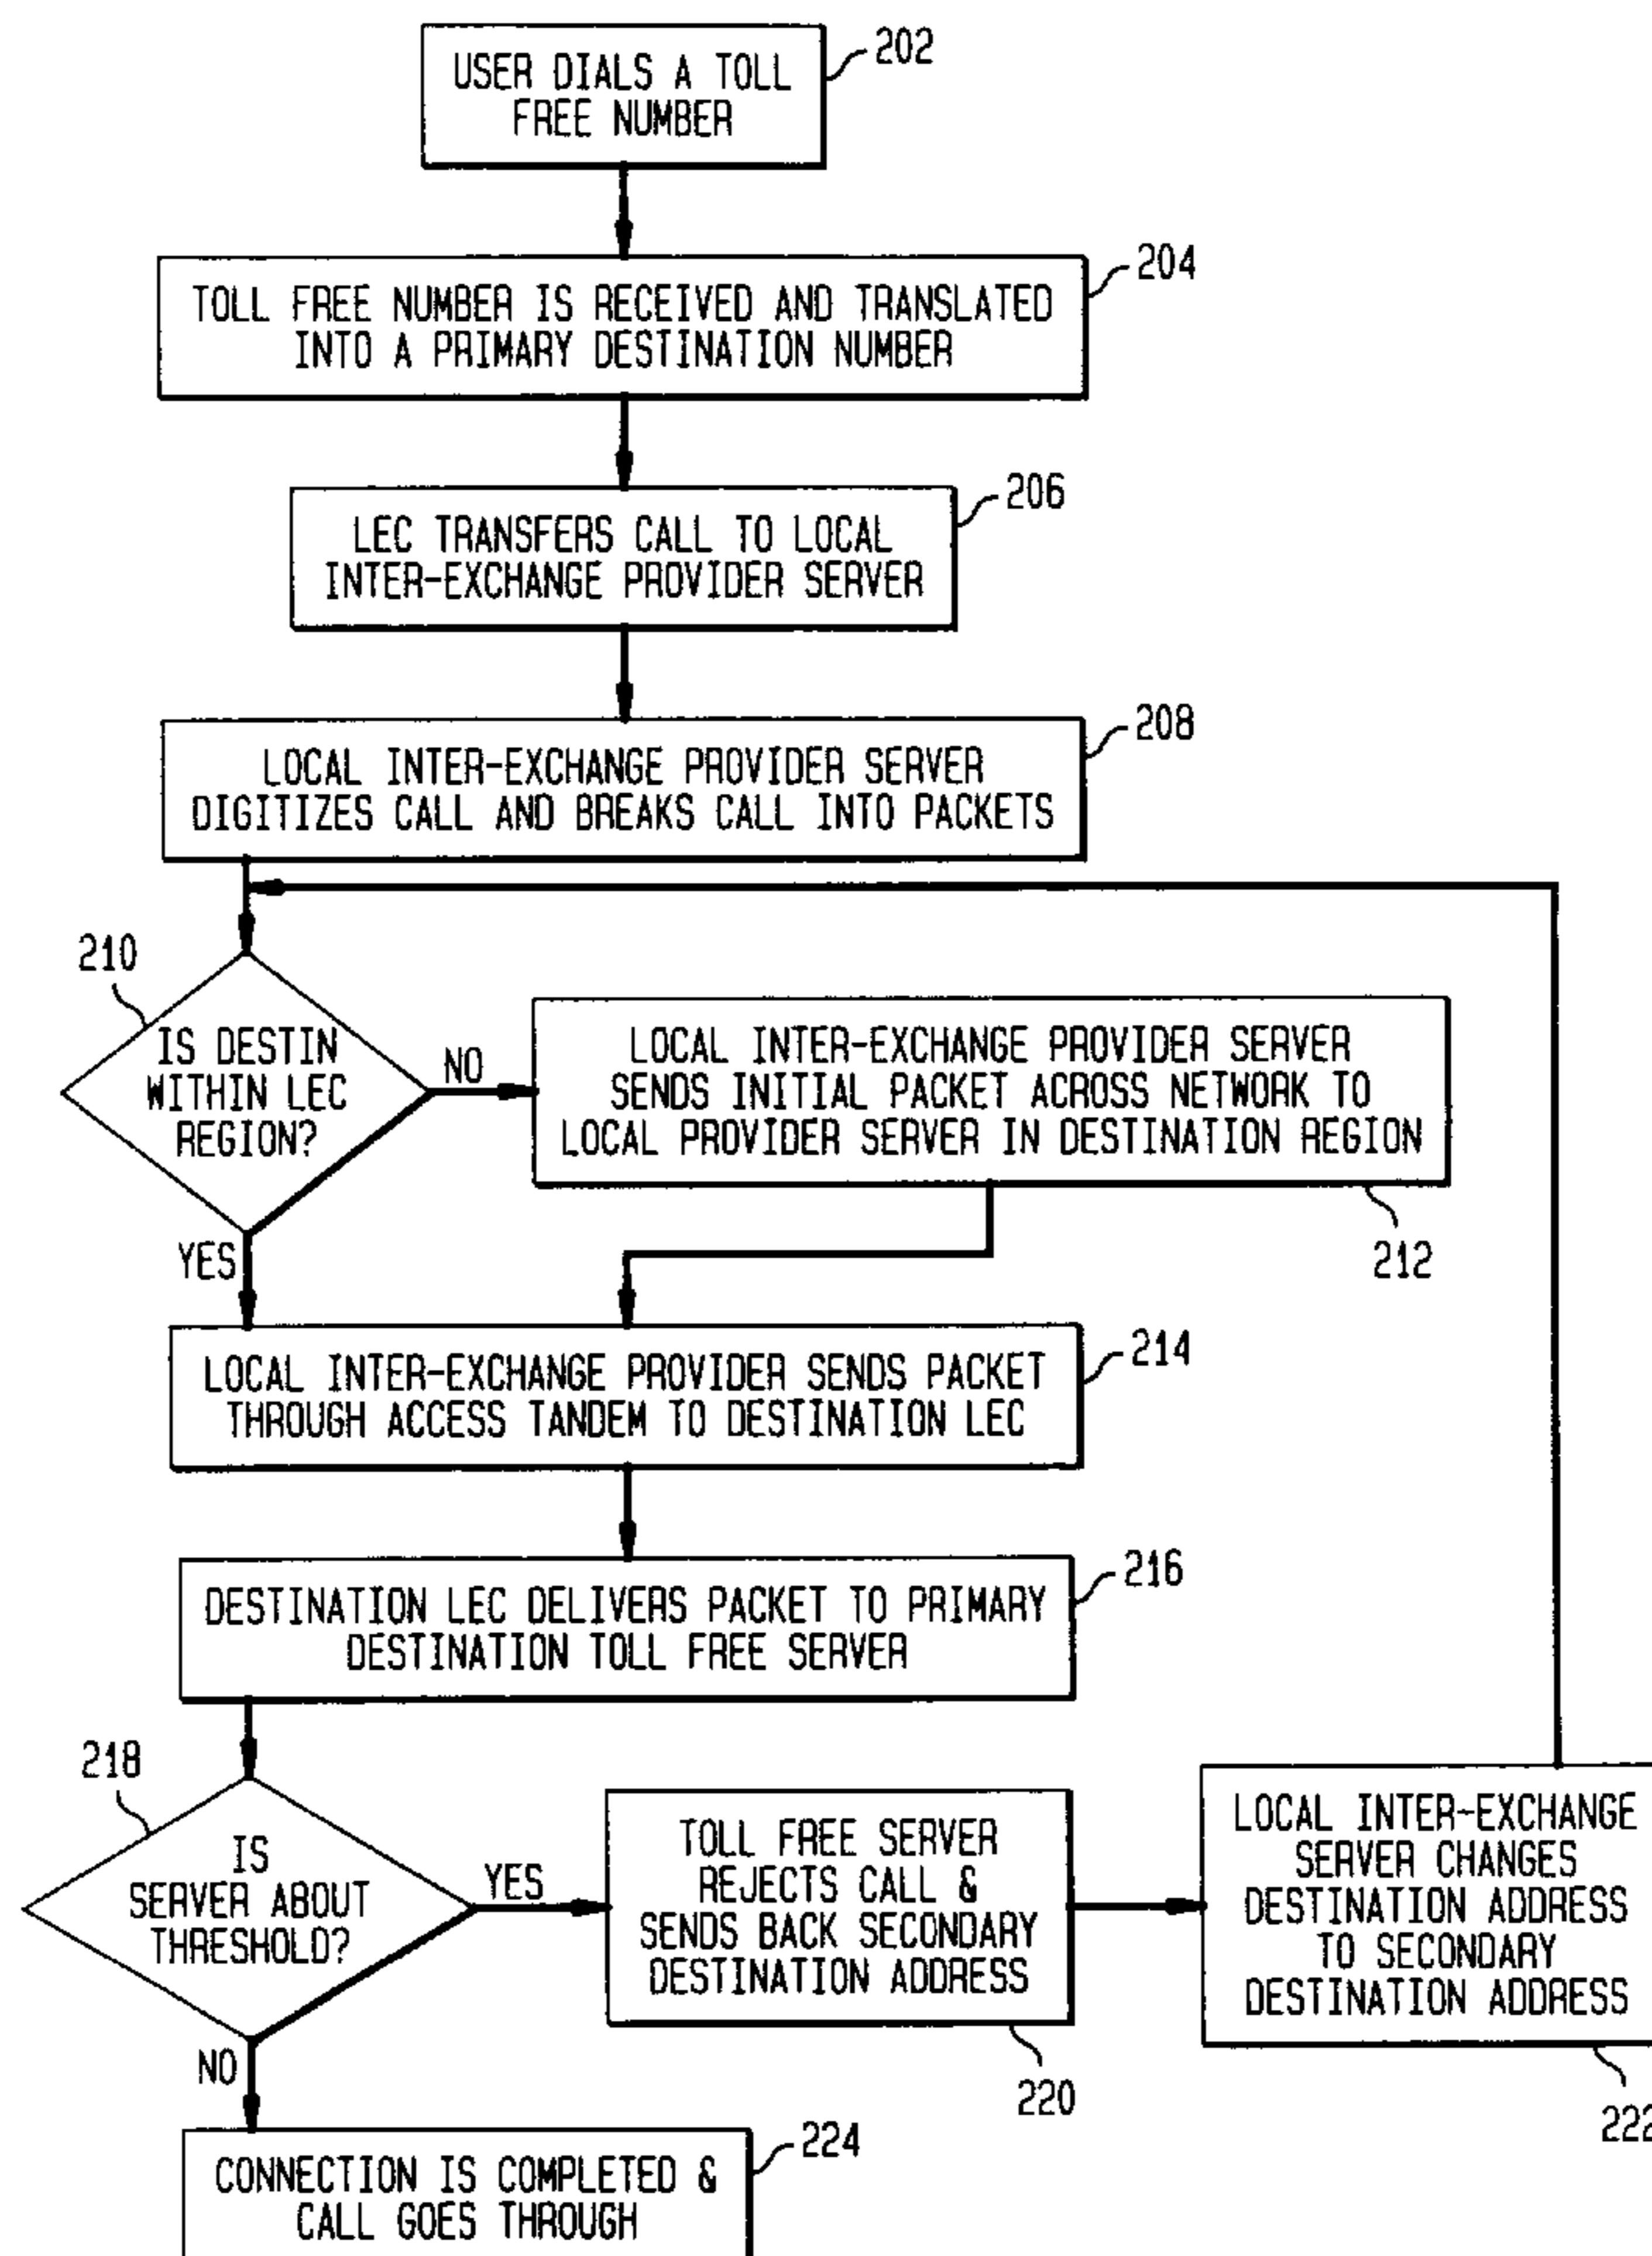 USER DIALS A TOLL
FREE NUMBER
202
TOLL FREE NUMBER IS RECEIVED AND TRANSLATED
INTO A PRIMARY DESTINATION NUMBER
204
LEC TRANSFERS CALL TO LOCAL
INTER-EXCHANGE PROVIDER SERVER
206
LOCAL INTER-EXCHANGE PROVIDER SERVER
DIGITIZES CALL AND BREAKS CALL INTO PACKETS
208
210
IS DESTIN
WITHIN LEC
REGION?
NO
YES
LOCAL INTER-EXCHANGE PROVIDER SERVER
SENDS INITIAL PACKET ACROSS NETWORK TO
LOCAL PROVIDER SERVER IN DESTINATION REGION
212
LOCAL INTER-EXCHANGE PROVIDER SENDS PACKET
THROUGH ACCESS TANDEM TO DESTINATION LEC
214
DESTINATION LEC DELIVERS PACKET TO PRIMARY
DESTINATION TOLL FREE SERVER
216
218
IS
SERVER ABOUT
THRESHOLD?
YES
NO
TOLL FREE SERVER
REJECTS CALL &
SENDS BACK SECONDARY
DESTINATION ADDRESS
220
LOCAL INTER-EXCHANGE
SERVER CHANGES
DESTINATION ADDRESS
TO SECONDARY
DESTINATION ADDRESS
222
CONNECTION IS COMPLETED &
CALL GOES THROUGH
224